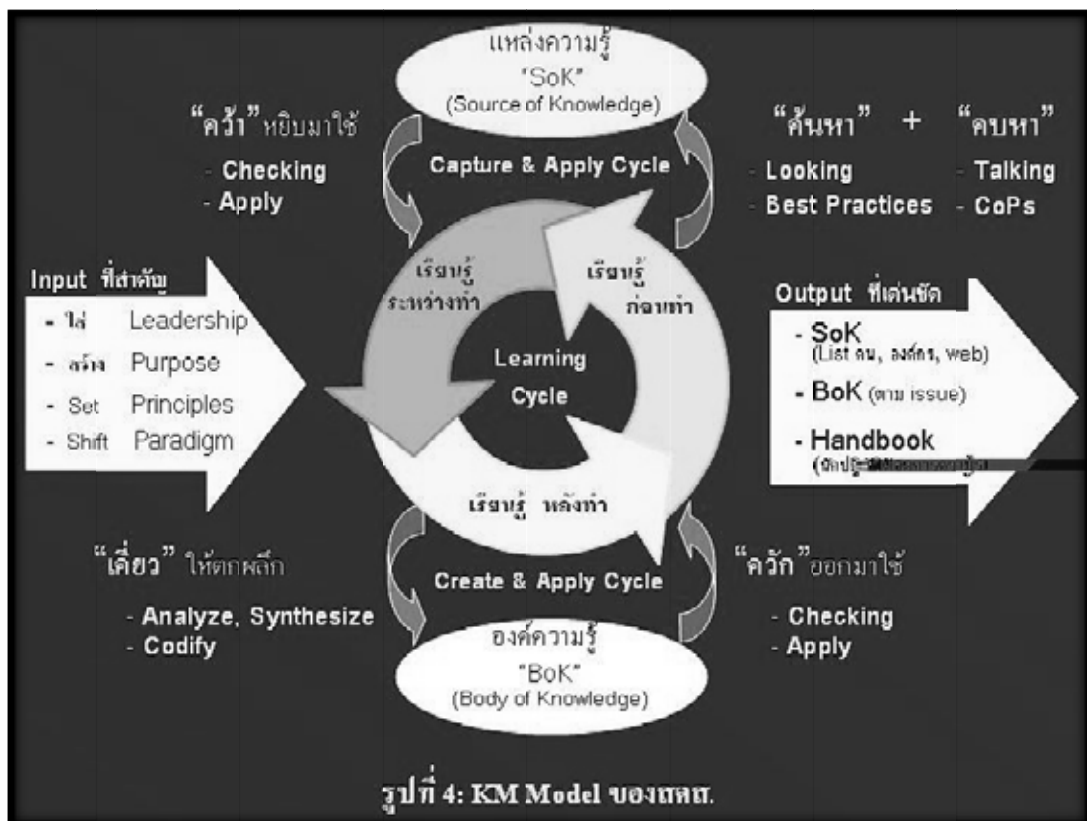 แหล่งความรู้
"SoK"
(Source of Knowledge)
"คว้า" หยิบมาใช้
- Checking
- Apply
Capture & Apply Cycle
"ค้นหา" + "คบหา"
- Looking
- Best Practices
- Talking
- CoPs
Input ที่สำคัญ
- ใส่ Leadership
- สร้าง Purpose
- Set Principles
- Shift Paradigm
เรียนรู้
ระหว่างทำ
เรียนรู้
ก่อนทำ
Learning
Cycle
เรียนรู้ หลังทำ
Output ที่เด่นชัด
- SoK
(List คน, องค์กร, web)
- BoK (ตาม issue)
- Handbook
"เคี่ยว" ให้ตกผลึก
- Analyze, Synthesize
- Codify
Create & Apply Cycle
"ควัก" ออกมาใช้
- Checking
- Apply
องค์ความรู้
"BoK"
(Body of Knowledge)
รูปที่ 4: KM Model ของสคส.